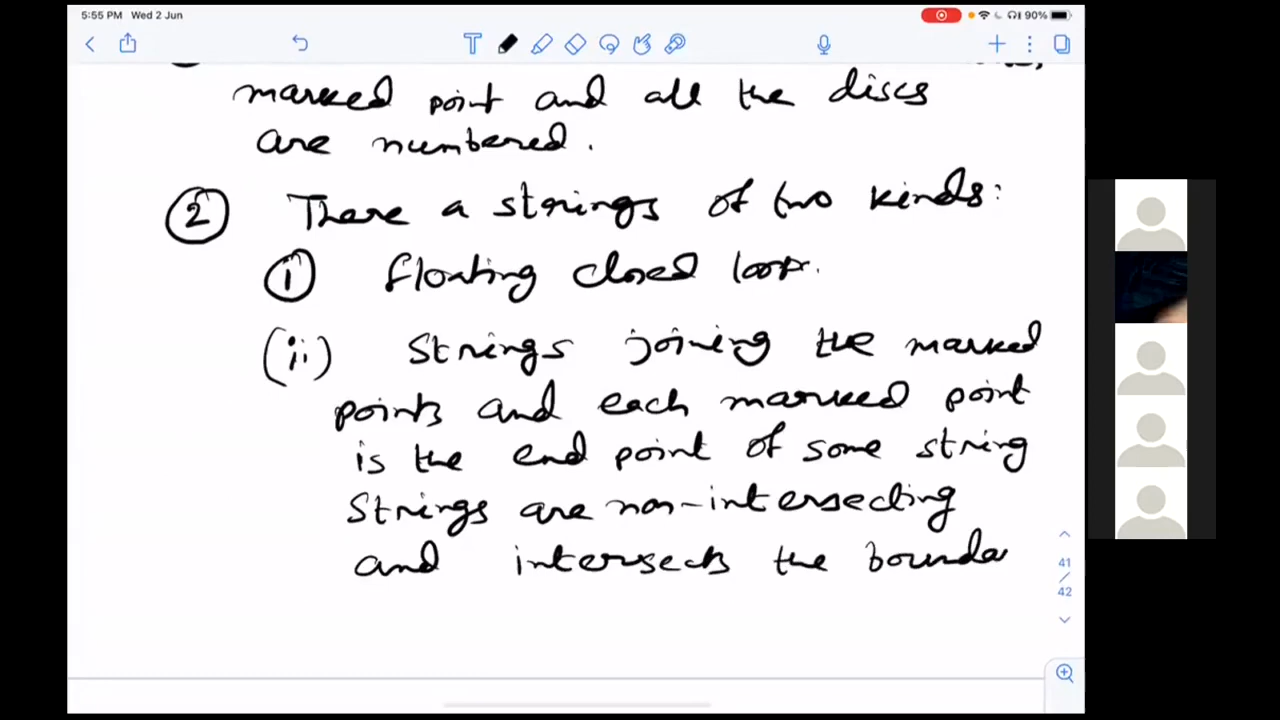 5:55 PM Wed 2 Jun
90%
marked point and all the discs
are numbered.
② There a strings of two kinds:
① floating closed loop.
(ii) Strings joining the marked
points and each marked point
is the end point of some string
Strings are non-intersecting
and intersects the bounda
41
/
42